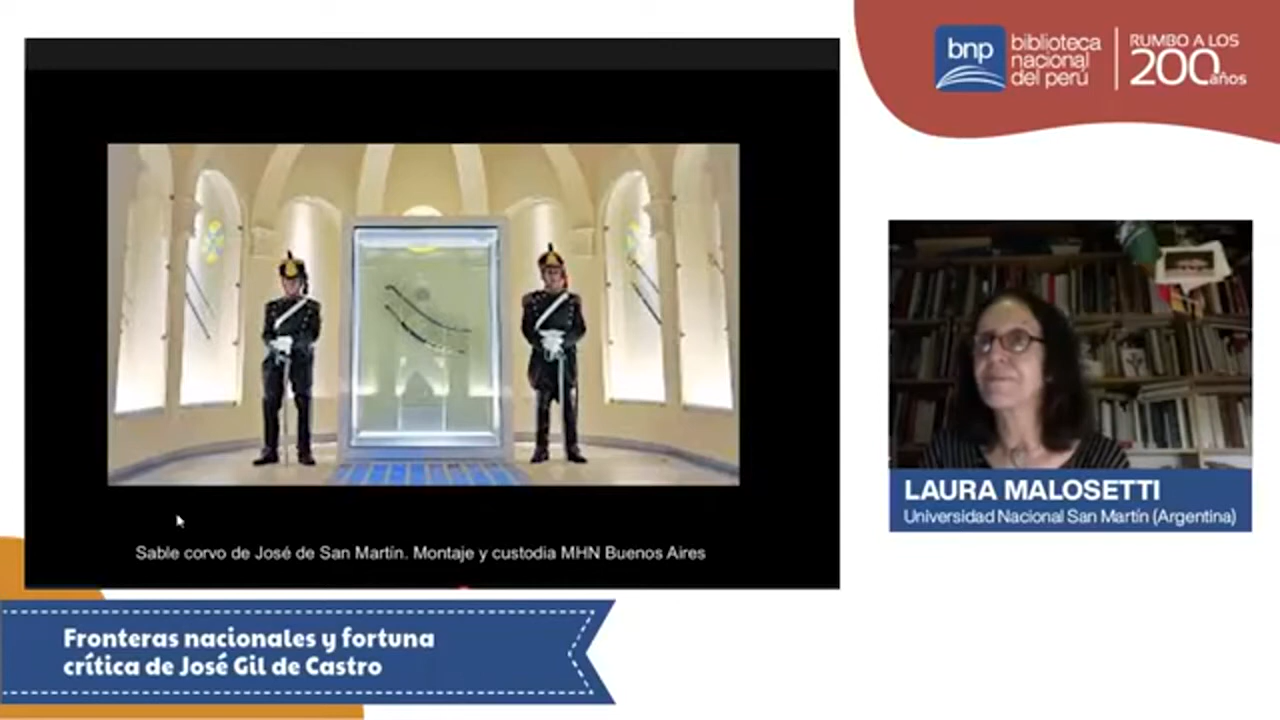 bnp
biblioteca
nacional
del perú
RUMBO A LOS
200 años
Sable corvo de José de San Martín. Montaje y custodia MHN Buenos Aires
LAURA MALOSETTI
Universidad Nacional San Martín (Argentina)
Fronteras nacionales y fortuna
crítica de José Gil de Castro